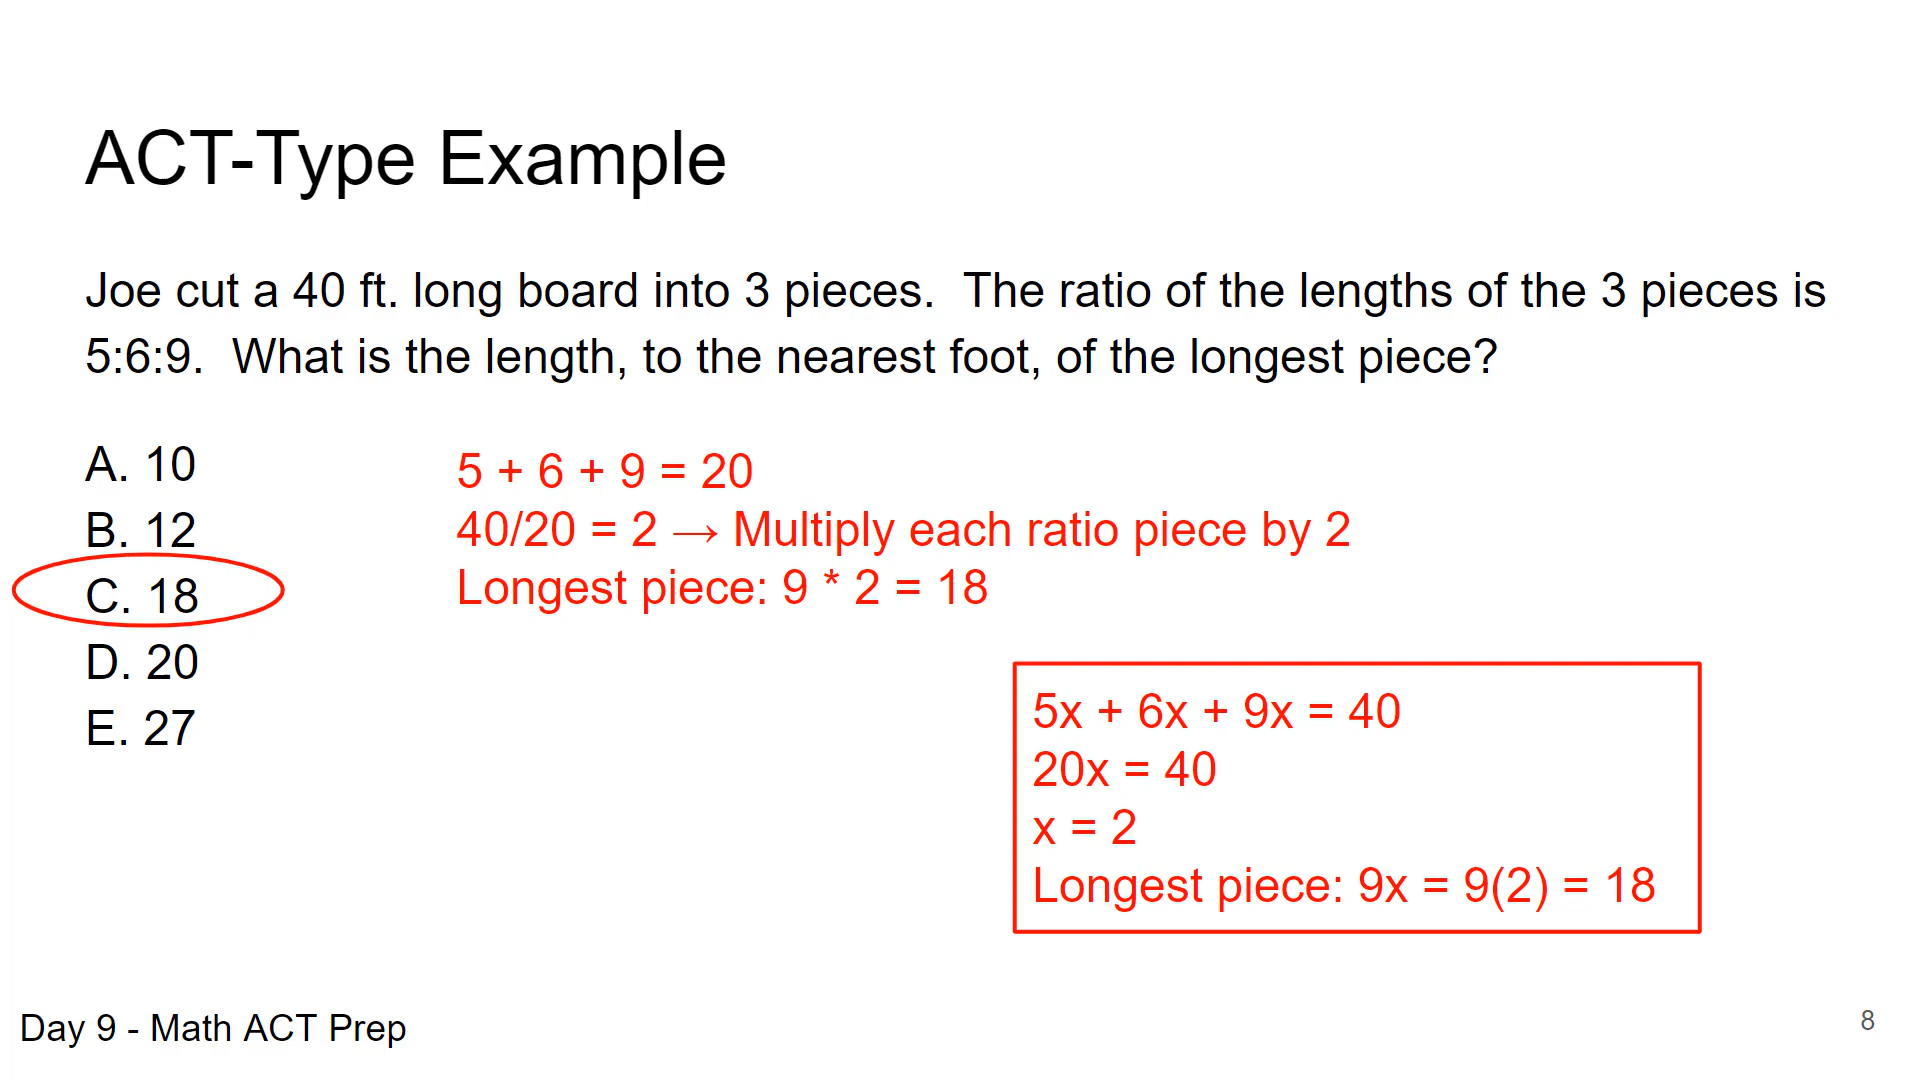 ACT-Type Example
Joe cut a 40 ft. long board into 3 pieces.  The ratio of the lengths of the 3 pieces is
5:6:9.  What is the length, to the nearest foot, of the longest piece?
A. 10
B. 12
C. 18
D. 20
E. 27
5 + 6 + 9 = 20
40/20 = 2 → Multiply each ratio piece by 2
Longest piece: 9 * 2 = 18
5x + 6x + 9x = 40
20x = 40
x = 2
Longest piece: 9x = 9(2) = 18
Day 9 - Math ACT Prep
8